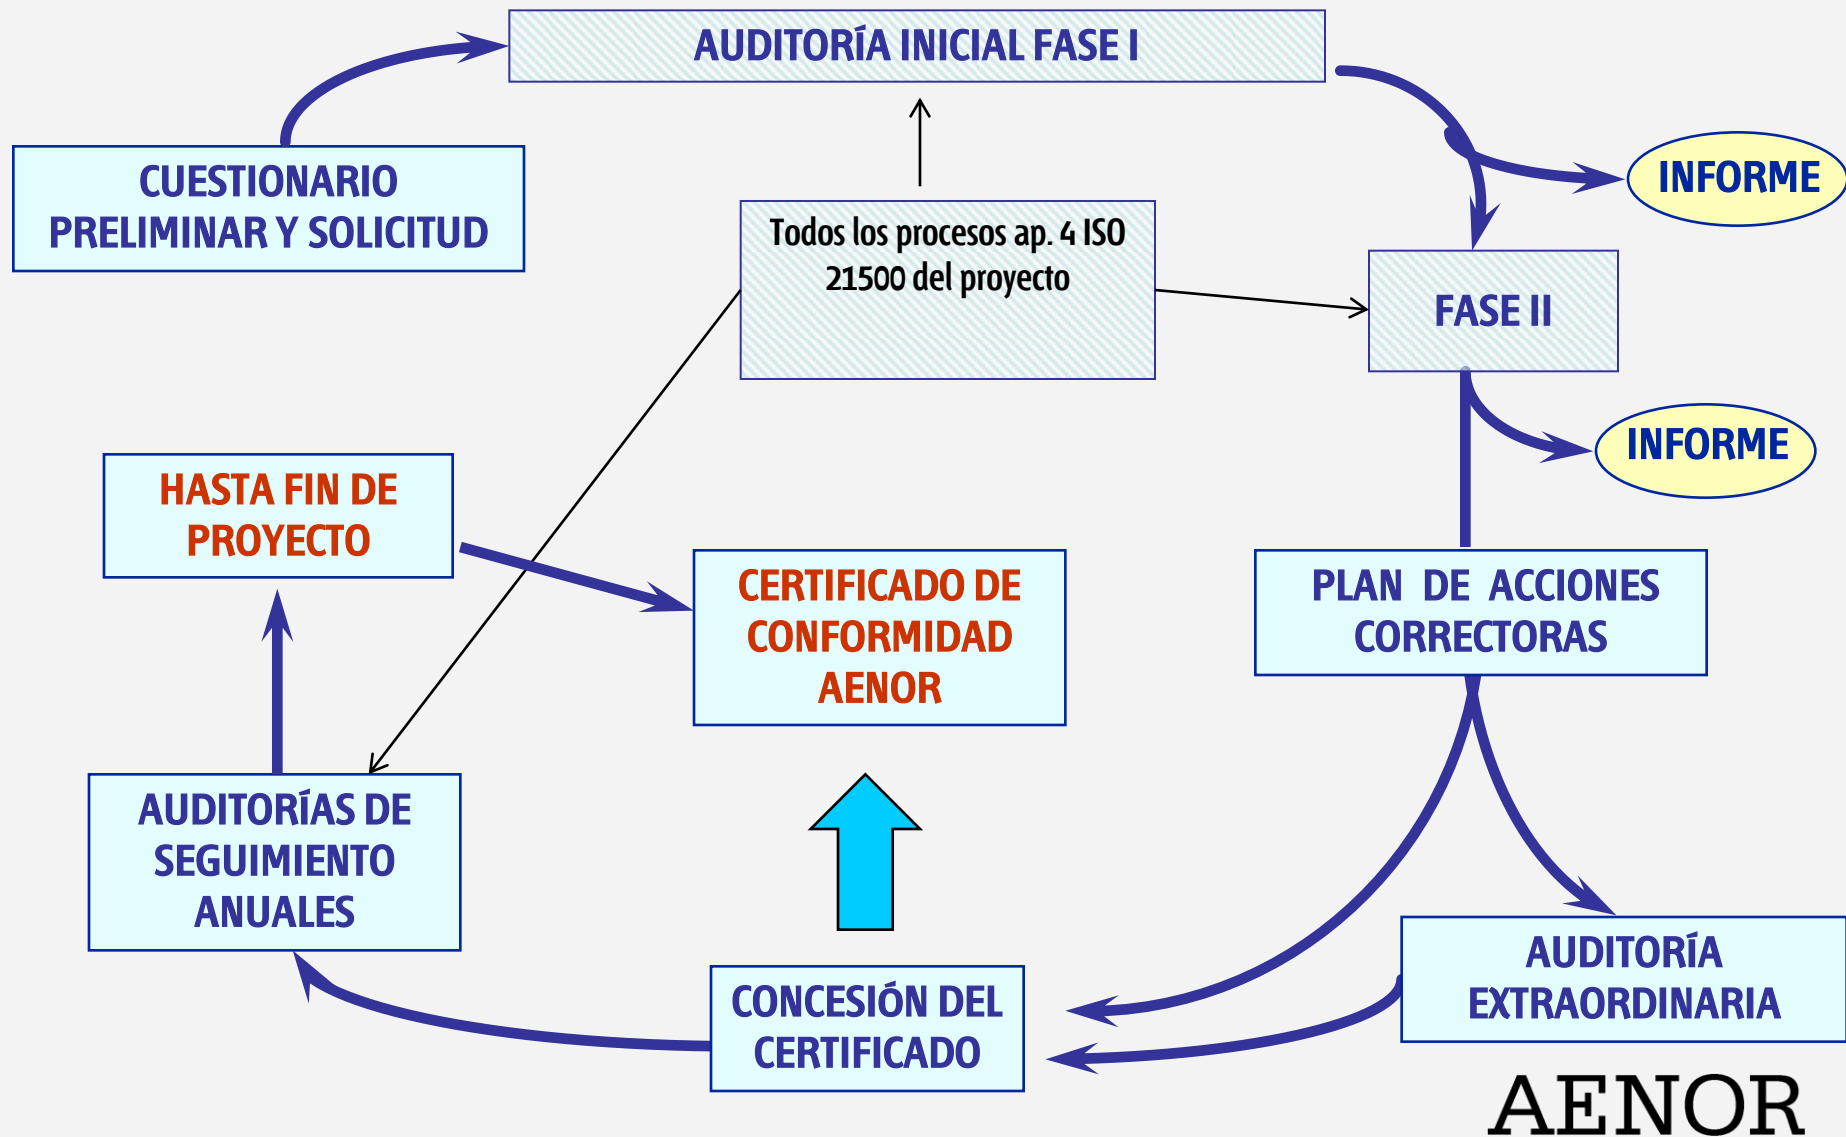 AUDITORÍA INICIAL FASE I
CUESTIONARIO
PRELIMINAR Y SOLICITUD
INFORME
Todos los procesos ap. 4 ISO
21500 del proyecto
FASE II
INFORME
HASTA FIN DE
PROYECTO
CERTIFICADO DE
CONFORMIDAD
AENOR
PLAN DE ACCIONES
CORRECTORAS
AUDITORÍAS DE
SEGUIMIENTO
ANUALES
AUDITORÍA
EXTRAORDINARIA
CONCESIÓN DEL
CERTIFICADO
AENOR